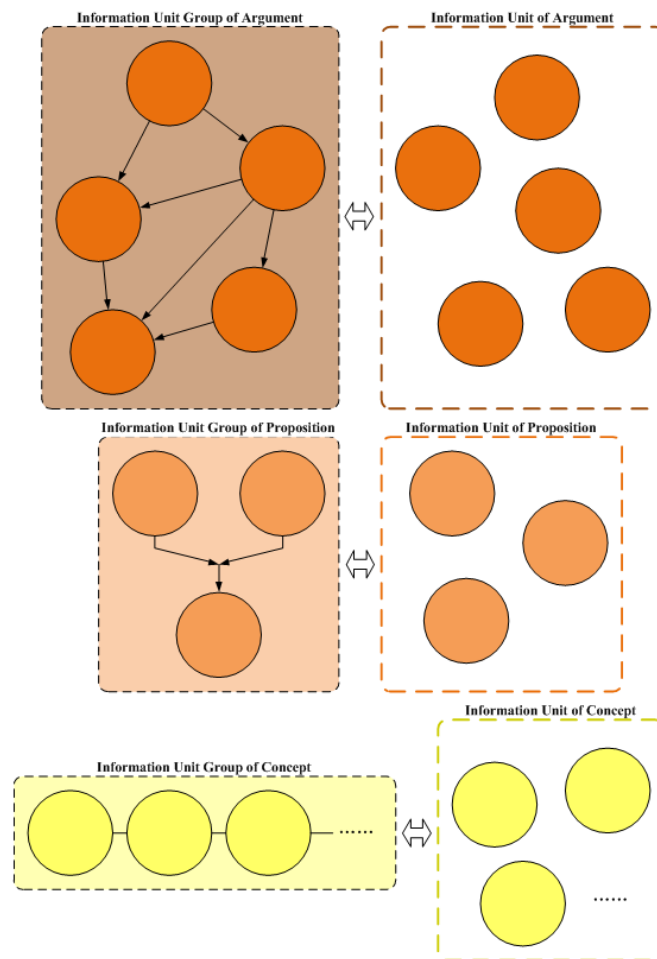 Information Unit Group of Argument
Information Unit of Argument
Information Unit Group of Proposition
Information Unit of Proposition
Information Unit of Concept
Information Unit Group of Concept
......
......